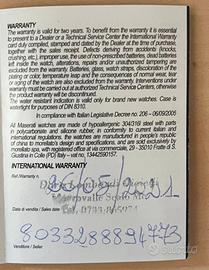 WARRANTY
The warranty is valid for two years. To benefit from the warranty it is essential
to present to a Dealer or a Technical Service Center the International Warranty
card duly compiled, stamped and dated by the Dealer at the time of purchase,
together with the sales receipt. Defects deriving from accidents (knocks,
crushing, etc.), improper use, the use of non-prescribed batteries, dead batteries
left inside the watch, alterations, repairs and/or unauthorized tampering are
excluded from the warranty. Batteries, glass, watch straps, discoloration of the
plating or color, temperature leap and the consequences of normal wear, tear
or aging of the watch are also excluded from the warranty. Interventions under
warranty must be carried out at authorized Technical Service Centers, otherwise
the warranty will be discontinued.
The water resistant indication is valid only for brand new watches. Case is
watertight for purposes of DIN 8310.
In compliance with Italian Legislative Decree no. 206 – 06/09/2005
All Maserati watches are made of hypoallergenic 304/316 steel with parts
in polycarbonate and silicone rubber, in conformity to current italian and
international regulations. the watches are manufactured in people's republic
of china to morellato's design and specifications, and are sold exclusively by
morellato spa, with registered office in via Commerciale, 29 - 35010 Fratte di S.
Giustina in Colle (PD) Italy – vat no.
INTERNATIONAL WARRANTY
Ref./Warranty n.
Data di vendita / Sales date
8033288894773
Venditore / Seller